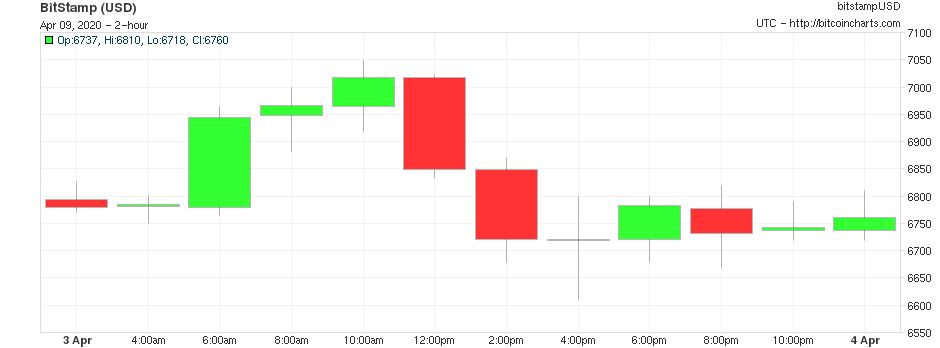 BitStamp (USD)
bitstampUSD
Apr 09, 2020 - 2-hour
UTC - http://bitcoincharts.com
Op:6737, Hi:6810, Lo:6718, Cl:6760
7100
7050
7000
6950
6900
6850
6800
6750
6700
6650
6600
6550
3 Apr 4:00am 6:00am 8:00am 10:00am 12:00pm 2:00pm 4:00pm 6:00pm 8:00pm 10:00pm 4 Apr